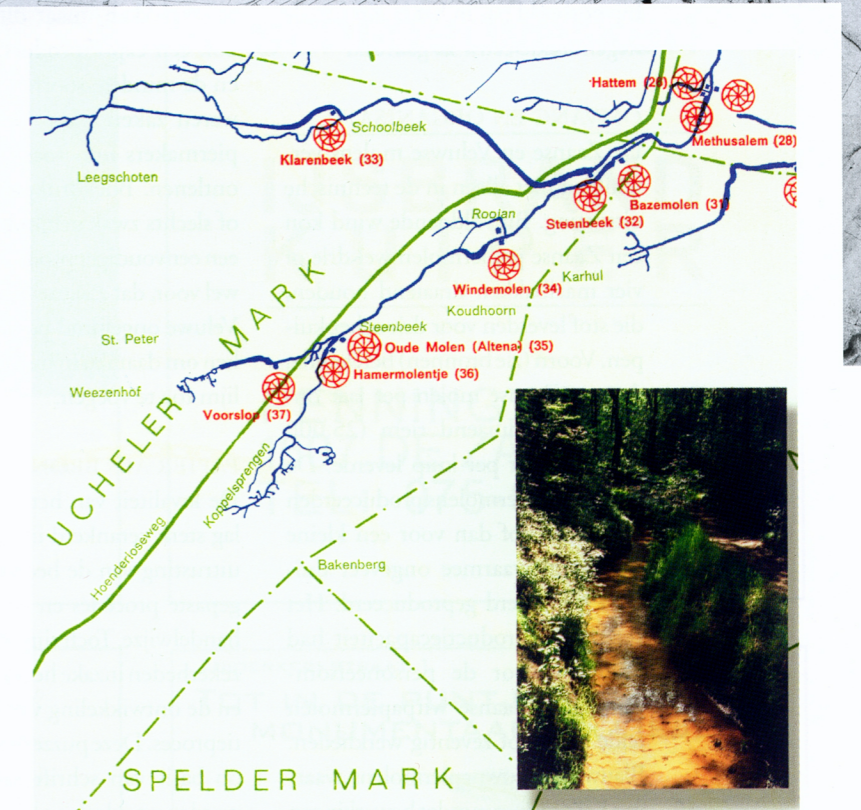 Hattem (26)
Methusalem (28)
Schoolbeek
Klarenbeek (33)
Leegschoten
Bazemolen (31)
Rooian
Steenbeek (32)
Karhul
Windemolen (34)
Koudhoorn
UCHELER MARK
Steenbeek
St. Peter
Oude Molen (Altena) (35)
Hamermolentje (36)
Weezenhof
Voorslop (37)
Koppelsprengen
Hoenderloseweg
Bakenberg
SPELDER MARK